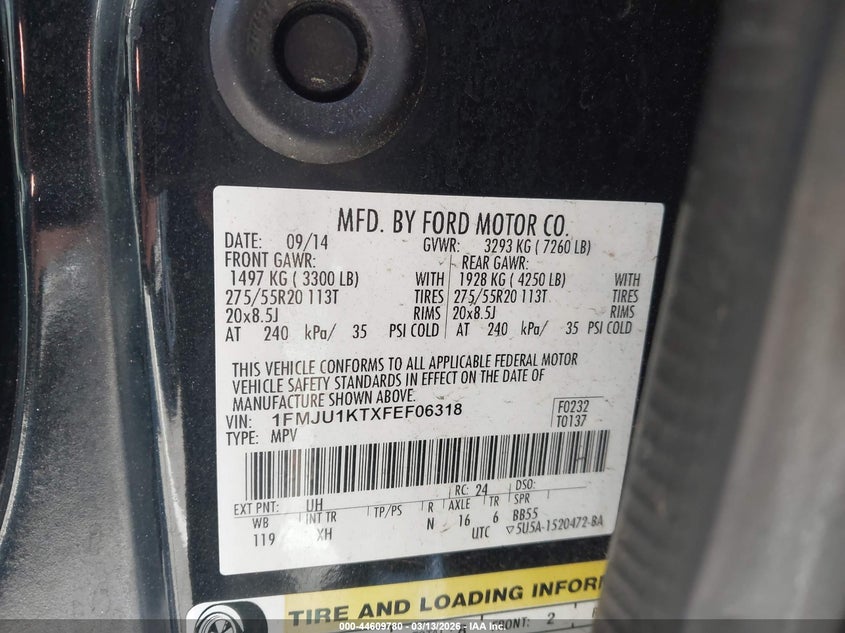 MFD. BY FORD MOTOR CO.
DATE: 09/14 GVWR: 3293 KG ( 7260 LB)
FRONT GAWR: REAR GAWR:
1497 KG ( 3300 LB) WITH 1928 KG ( 4250 LB) WITH
275/55R20 113T TIRES 275/55R20 113T TIRES
20x8.5J RIMS 20x8.5J RIMS
AT 240 kPa/ 35 PSI COLD AT 240 kPa/ 35 PSI COLD
THIS VEHICLE CONFORMS TO ALL APPLICABLE FEDERAL MOTOR
VEHICLE SAFETY STANDARDS IN EFFECT ON THE DATE OF
MANUFACTURE SHOWN ABOVE.
VIN: 1FMJU1KTXFEF06318 F0232
TYPE: MPV T0137
EXT PNT: UH RC: 24 DSO:
WB INT TR TP/PS R AXLE TR SPR
119 XH N 16 6 BB55
UTC ▽5U5A-1520472-BA
TIRE AND LOADING INFORM
FRONT: 2
000-44609780 - 03/13/2026 - IAA Inc.